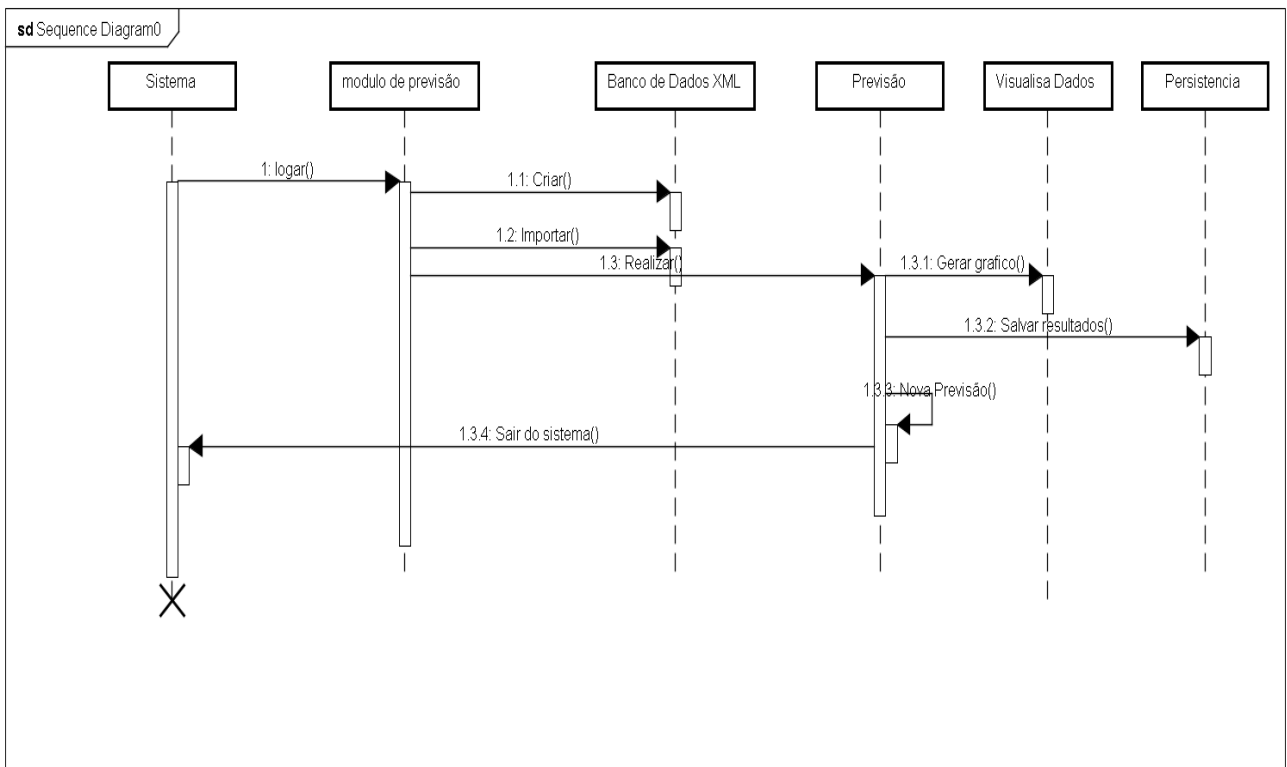 sd Sequence Diagram0
Sistema
modulo de previsão
Banco de Dados XML
Previsão
Visualisa Dados
Persistencia
1: logar()
1.1: Criar()
1.2: Importar()
1.3: Realizar()
1.3.1: Gerar grafico()
1.3.2: Salvar resultados()
1.3.3: Nova Previsão()
1.3.4: Sair do sistema()